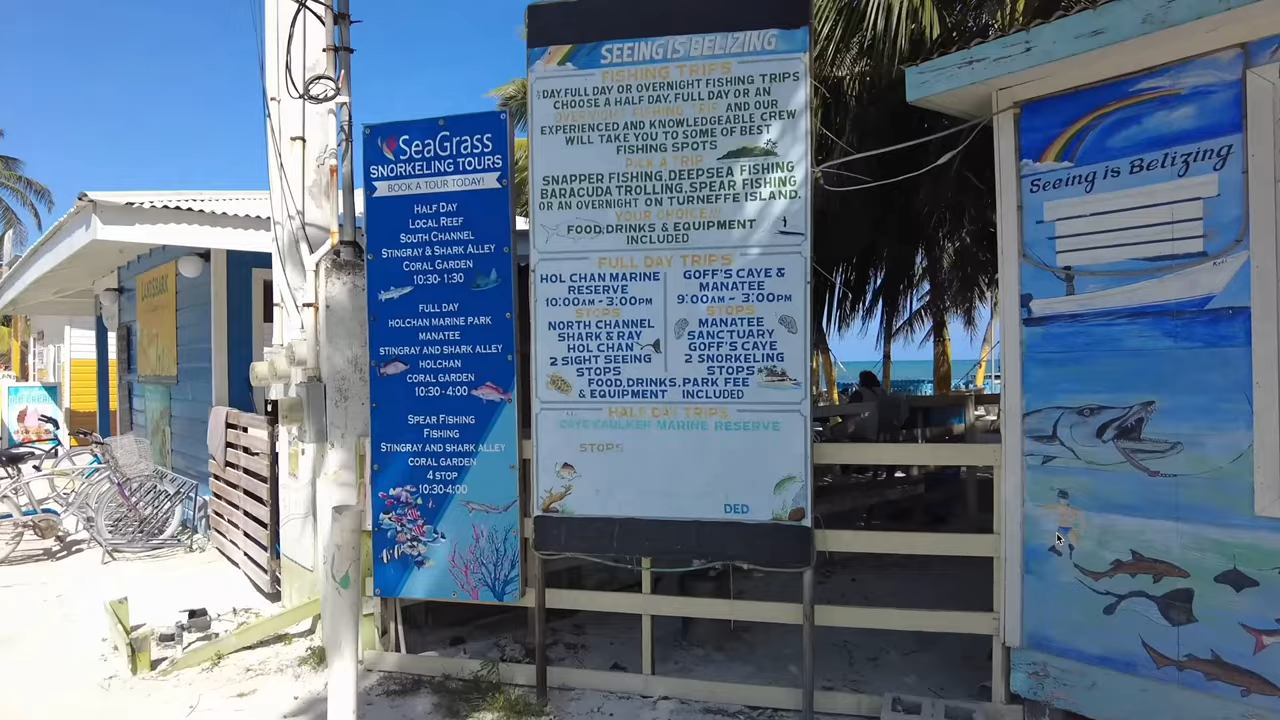 SeaGrass
SNORKELING TOURS
BOOK A TOUR TODAY!
HALF DAY
LOCAL REEF
SOUTH CHANNEL
STINGRAY & SHARK ALLEY
CORAL GARDEN
10:30-1:30
FULL DAY
HOLCHAN MARINE PARK
MANATEE
STINGRAY AND SHARK ALLEY
HOLCHAN
CORAL GARDEN
10:30-4:00
SPEAR FISHING
FISHING
STINGRAY AND SHARK ALLEY
CORAL GARDEN
4 STOP
10:30-4:00
SEEING IS BELIZING
FISHING TRIPS
DAY, FULL DAY OR OVERNIGHT FISHING TRIPS
CHOOSE A HALF DAY, FULL DAY OR AN
OVERNIGHT FISHING TRIP AND OUR
EXPERIENCED AND KNOWLEDGEABLE CREW
WILL TAKE YOU TO SOME OF BEST
FISHING SPOTS
PICK A TRIP
SNAPPER FISHING, DEEPSEA FISHING
BARACUDA TROLLING, SPEAR FISHING
OR AN OVERNIGHT ON TURNEFFE ISLAND.
YOUR CHOICE!!!
FOOD, DRINKS & EQUIPMENT
INCLUDED
FULL DAY TRIPS
HOL CHAN MARINE
RESERVE
10:00AM - 3:00PM
STOPS
NORTH CHANNEL
SHARK & RAY
HOL CHAN
2 SIGHT SEEING
STOPS
GOFF'S CAYE &
MANATEE
9:00AM - 3:00PM
STOPS
MANATEE
SANCTUARY
GOFF'S CAYE
2 SNORKELING
STOPS
FOOD, DRINKS, PARK FEE
& EQUIPMENT INCLUDED
HALF DAY TRIPS
CAYE CAULKER MARINE RESERVE
STOPS
DED
Seeing is Belizing